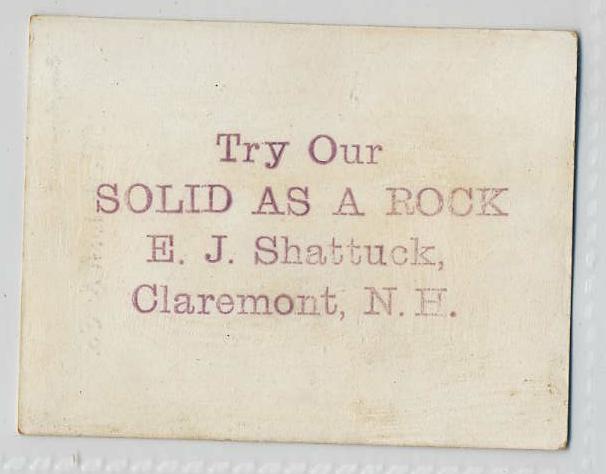 Try Our
SOLID AS A ROCK
E. J. Shattuck,
Claremont, N. H.